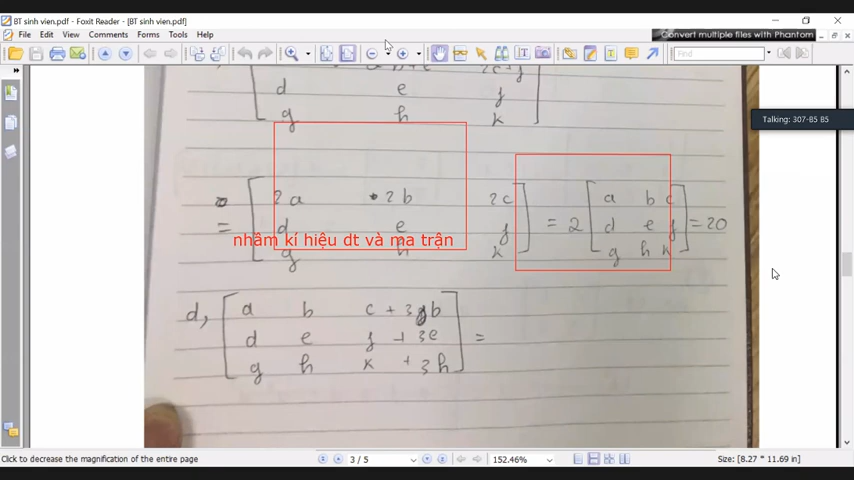 BT sinh vien.pdf - Foxit Reader - [BT sinh vien.pdf]
File Edit View Comments Forms Tools Help
Convert multiple files with Phantom
Find
Talking: 307-B5 B5
d e f
g h k
= [ 2a 2b 2c ] = 2 [ a b c ] = 20
d e f d e f
g h k g h k
nhầm kí hiệu dt và ma trận
d, [ a b c + 3b ] =
d e f + 3e
g h k + 3h
Click to decrease the magnification of the entire page
3 / 5
152.46%
Size: [8.27 * 11.69 in]